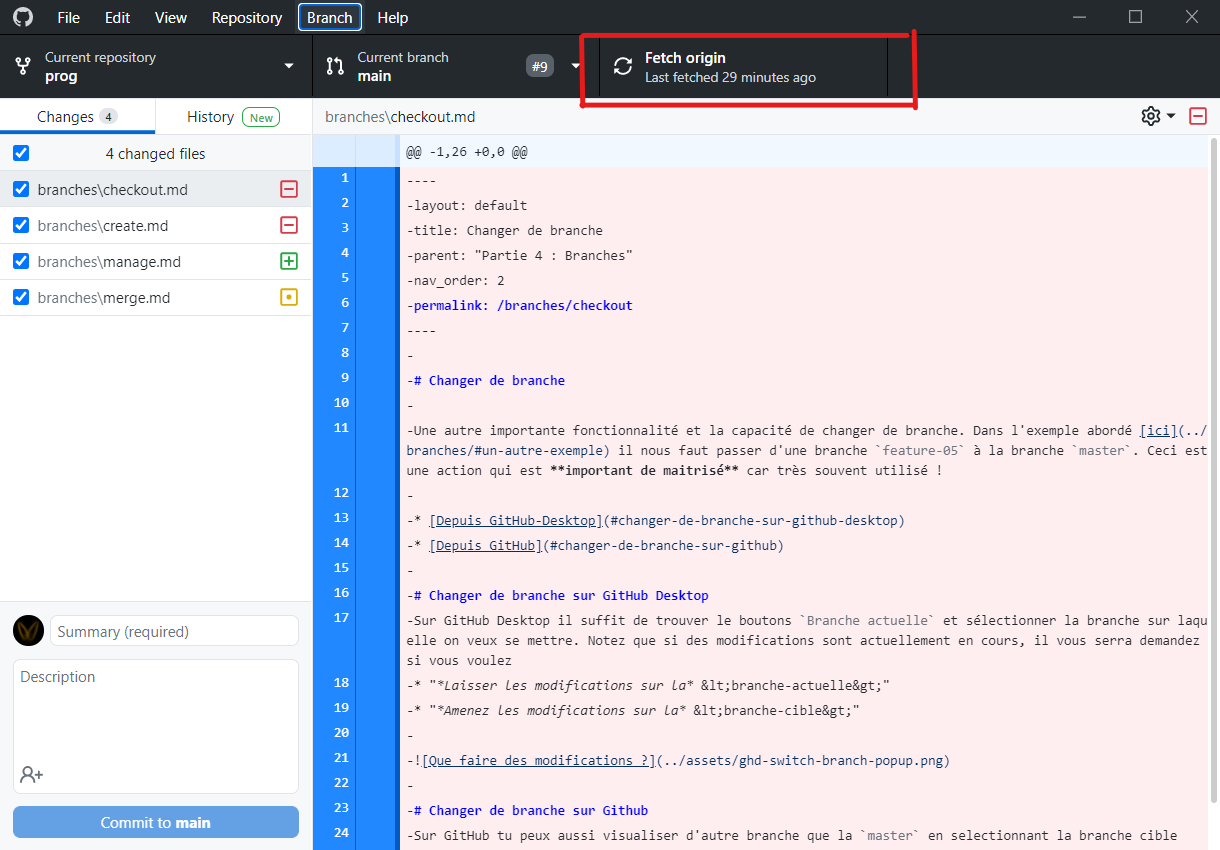 File Edit View Repository Branch Help
Current repository
prog
Current branch
main
#9
Fetch origin
Last fetched 29 minutes ago
Changes 4
History New
branches\checkout.md
4 changed files
branches\checkout.md
branches\create.md
branches\manage.md
branches\merge.md
Summary (required)
Description
Commit to main
@@ -1,26 +0,0 @@
1 ----
2 -layout: default
3 -title: Changer de branche
4 -parent: "Partie 4 : Branches"
5 -nav_order: 2
6 -permalink: /branches/checkout
7 ----
8 -
9 -# Changer de branche
10 -
11 -Une autre importante fonctionnalité et la capacité de changer de branche. Dans l'exemple abordé [ici](../
branches/#un-autre-exemple) il nous faut passer d'une branche `feature-05` à la branche `master`. Ceci est
une action qui est **important de maitrisé** car très souvent utilisé !
12 -
13 -* [Depuis GitHub-Desktop](#changer-de-branche-sur-github-desktop)
14 -* [Depuis GitHub](#changer-de-branche-sur-github)
15 -
16 -# Changer de branche sur GitHub Desktop
17 -Sur GitHub Desktop il suffit de trouver le boutons `Branche actuelle` et sélectionner la branche sur laqu
elle on veux se mettre. Notez que si des modifications sont actuellement en cours, il vous serra demandez
si vous voulez
18 -* "*Laisser les modifications sur la* &lt;branche-actuelle&gt;"
19 -* "*Amenez les modifications sur la* &lt;branche-cible&gt;"
20 -
21 -![Que faire des modifications ?](../assets/ghd-switch-branch-popup.png)
22 -
23 -# Changer de branche sur Github
24 -Sur GitHub tu peux aussi visualiser d'autre branche que la `master` en selectionnant la branche cible